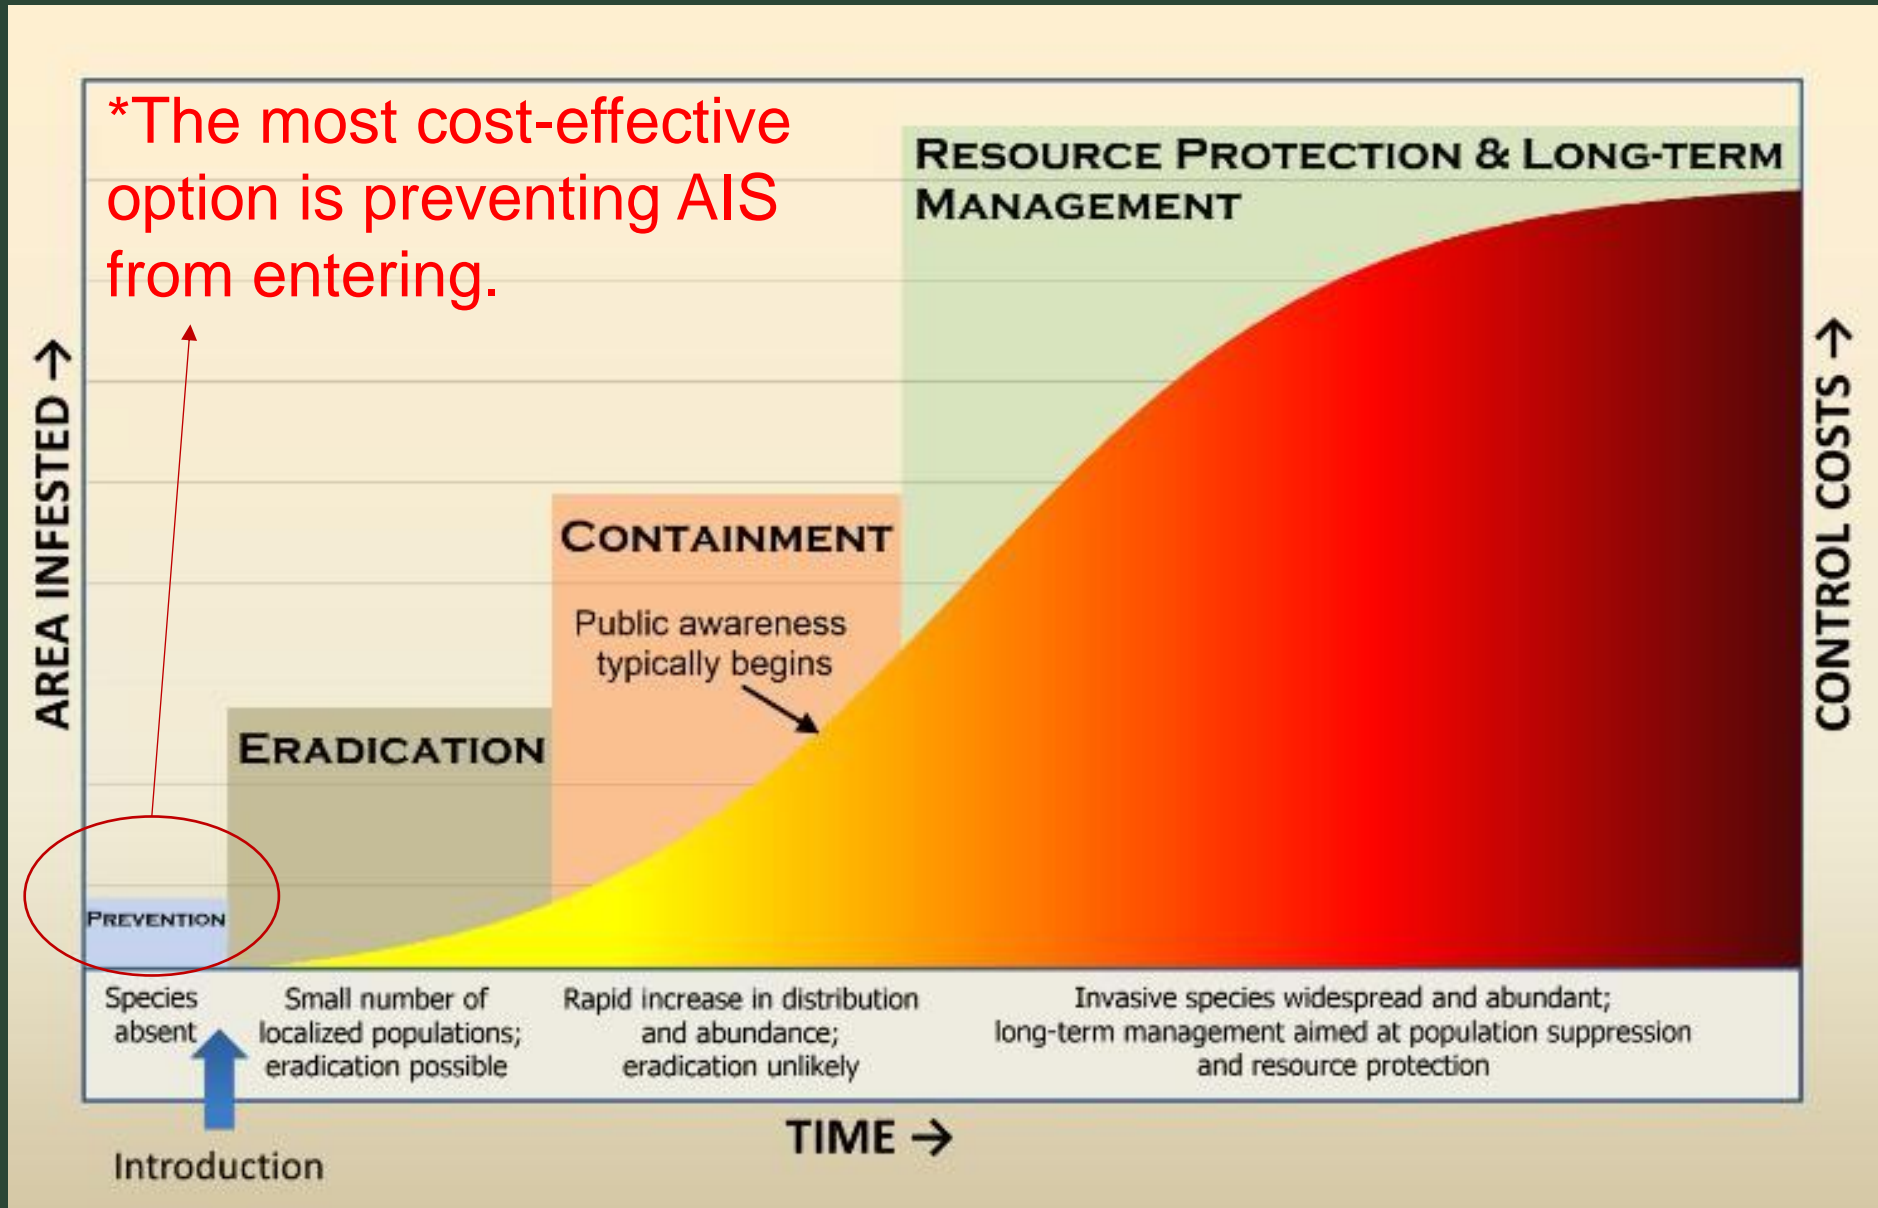 *The most cost-effective
option is preventing AIS
from entering.
RESOURCE PROTECTION & LONG-TERM
MANAGEMENT
CONTAINMENT
Public awareness
typically begins
ERADICATION
PREVENTION
AREA INFESTED →
CONTROL COSTS →
Species
absent
Small number of
localized populations;
eradication possible
Rapid increase in distribution
and abundance;
eradication unlikely
Invasive species widespread and abundant;
long-term management aimed at population suppression
and resource protection
TIME →
Introduction